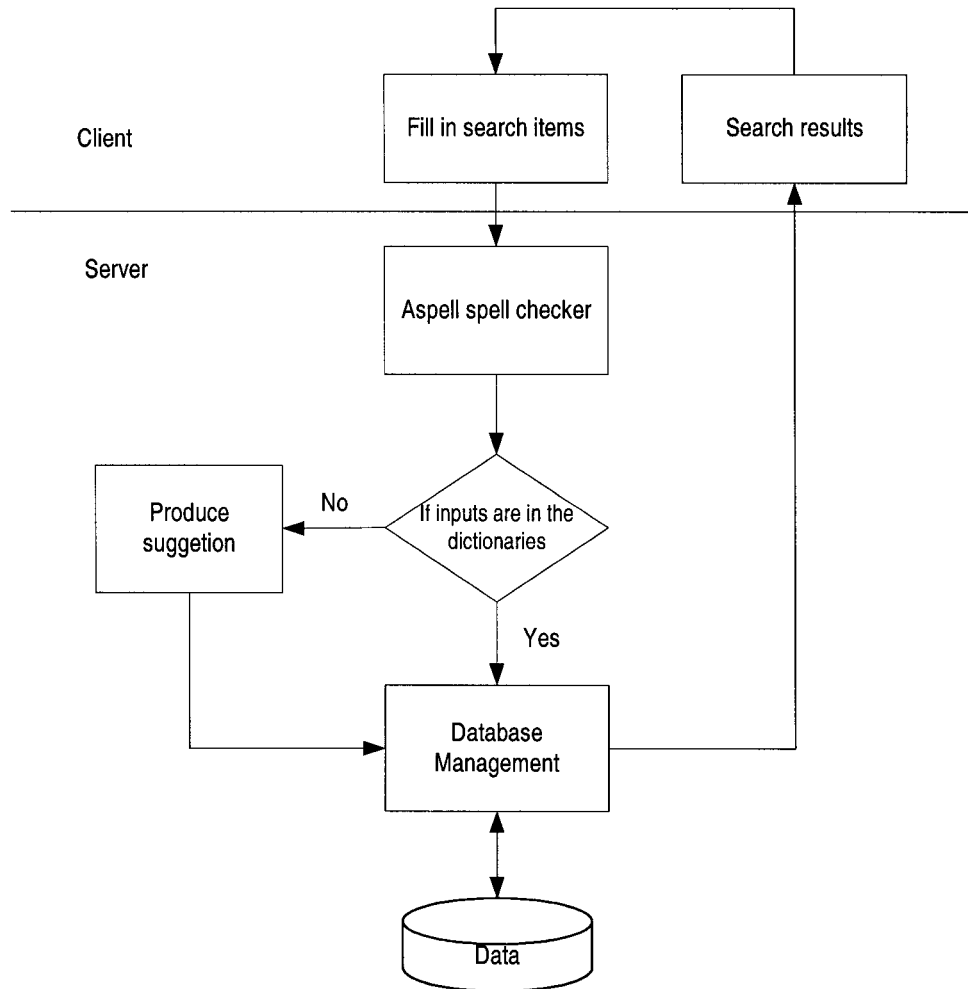 Client
Fill in search items
Search results
Server
Aspell spell checker
If inputs are in the
dictionaries
No
Produce
suggetion
Yes
Database
Management
Data